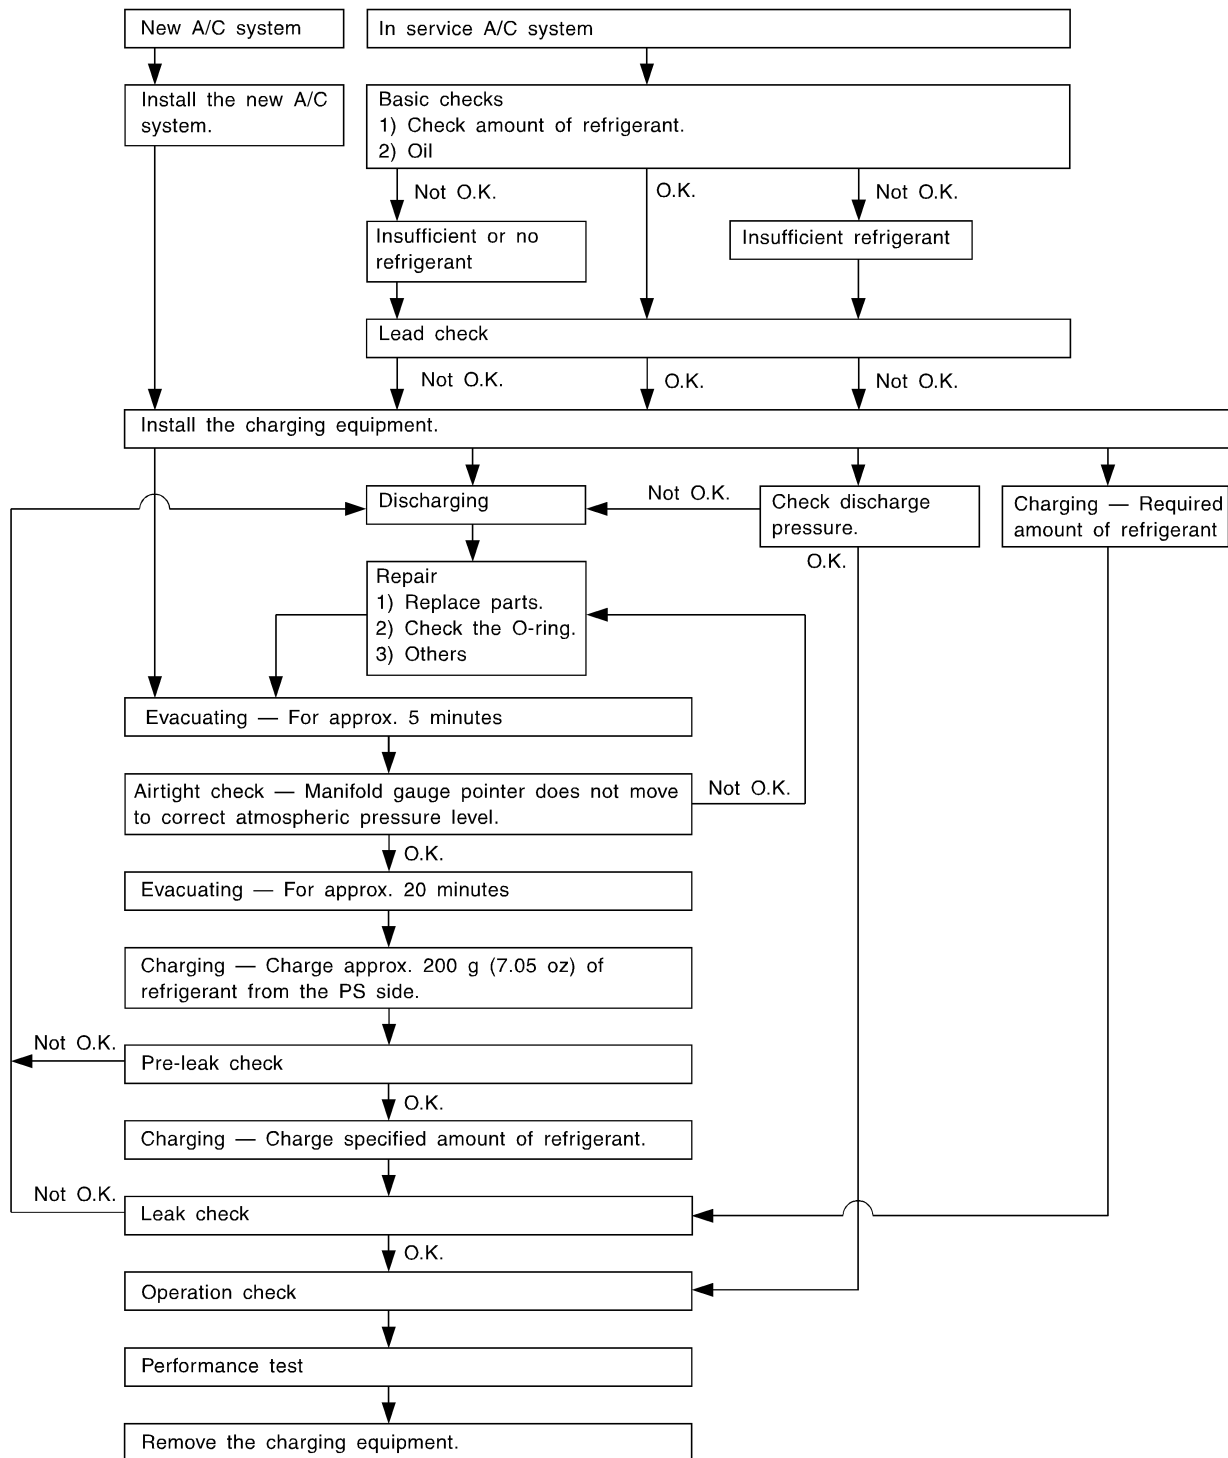 New A/C system
In service A/C system
Install the new A/C
system.
Basic checks
1) Check amount of refrigerant.
2) Oil
Not O.K.
O.K.
Not O.K.
Insufficient or no
refrigerant
Insufficient refrigerant
Lead check
Not O.K.
O.K.
Not O.K.
Install the charging equipment.
Discharging
Not O.K.
Check discharge
pressure.
Charging — Required
amount of refrigerant
O.K.
Repair
1) Replace parts.
2) Check the O-ring.
3) Others
Evacuating — For approx. 5 minutes
Airtight check — Manifold gauge pointer does not move
to correct atmospheric pressure level.
Not O.K.
O.K.
Evacuating — For approx. 20 minutes
Charging — Charge approx. 200 g (7.05 oz) of
refrigerant from the PS side.
Not O.K.
Pre-leak check
O.K.
Charging — Charge specified amount of refrigerant.
Not O.K.
Leak check
O.K.
Operation check
Performance test
Remove the charging equipment.